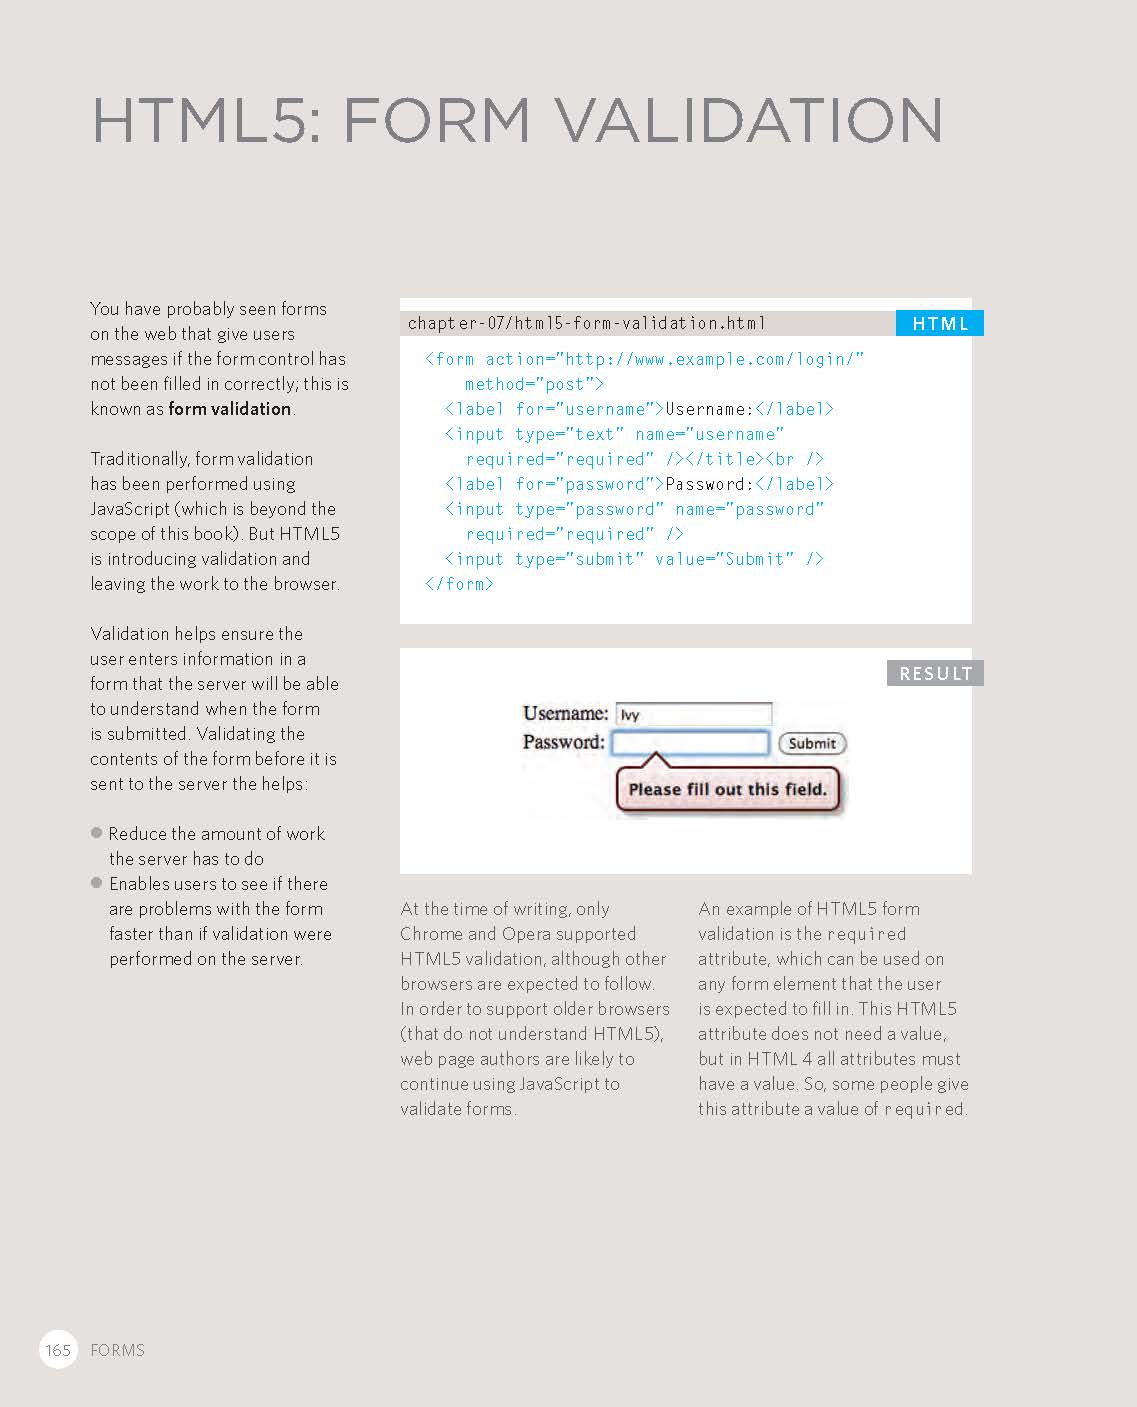 HTML5: FORM VALIDATION
You have probably seen forms
on the web that give users
messages if the form control has
not been filled in correctly; this is
known as form validation.
Traditionally, form validation
has been performed using
JavaScript (which is beyond the
scope of this book). But HTML5
is introducing validation and
leaving the work to the browser.
Validation helps ensure the
user enters information in a
form that the server will be able
to understand when the form
is submitted. Validating the
contents of the form before it is
sent to the server the helps:
● Reduce the amount of work
the server has to do
● Enables users to see if there
are problems with the form
faster than if validation were
performed on the server.
chapter-07/html5-form-validation.html
HTML
<form action="http://www.example.com/login/"
method="post">
<label for="username">Username:</label>
<input type="text" name="username"
required="required" /></title><br />
<label for="password">Password:</label>
<input type="password" name="password"
required="required" />
<input type="submit" value="Submit" />
</form>
RESULT
Username: Ivy
Password: Submit
Please fill out this field.
At the time of writing, only
Chrome and Opera supported
HTML5 validation, although other
browsers are expected to follow.
In order to support older browsers
(that do not understand HTML5),
web page authors are likely to
continue using JavaScript to
validate forms.
An example of HTML5 form
validation is the required
attribute, which can be used on
any form element that the user
is expected to fill in. This HTML5
attribute does not need a value,
but in HTML 4 all attributes must
have a value. So, some people give
this attribute a value of required.
165 FORMS